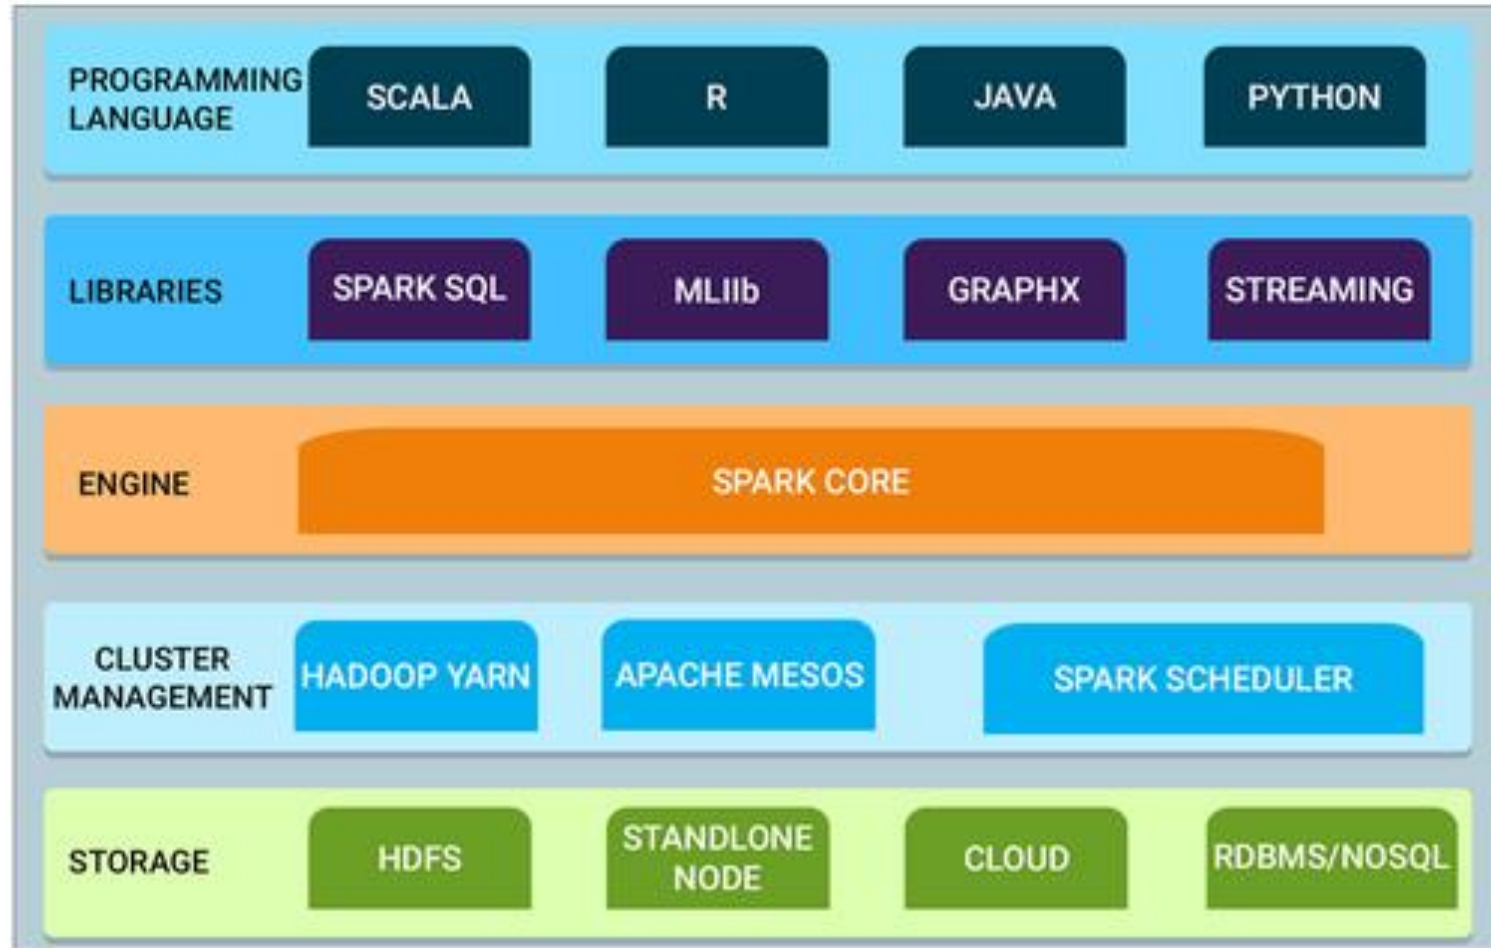 PROGRAMMING
LANGUAGE
SCALA
R
JAVA
PYTHON
LIBRARIES
SPARK SQL
MLIIb
GRAPHX
STREAMING
ENGINE
SPARK CORE
CLUSTER
MANAGEMENT
HADOOP YARN
APACHE MESOS
SPARK SCHEDULER
STORAGE
HDFS
STANDLONE
NODE
CLOUD
RDBMS/NOSQL